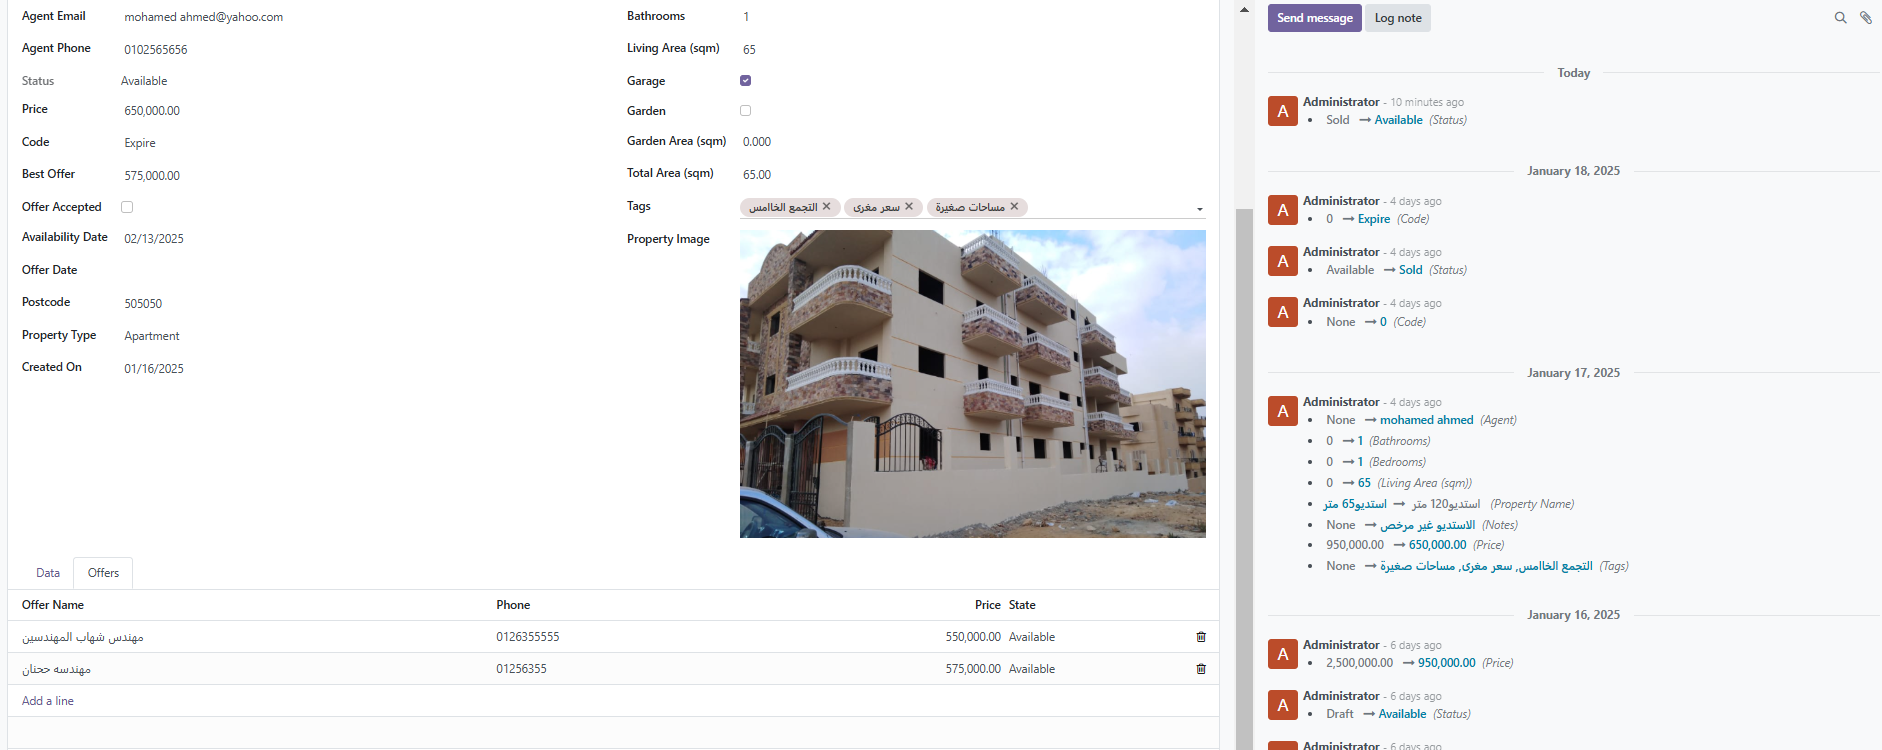 Agent Email mohamed ahmed@yahoo.com
Agent Phone 0102565656
Status Available
Price 650,000.00
Code Expire
Best Offer 575,000.00
Offer Accepted
Availability Date 02/13/2025
Offer Date
Postcode 505050
Property Type Apartment
Created On 01/16/2025
Bathrooms 1
Living Area (sqm) 65
Garage
Garden
Garden Area (sqm) 0.000
Total Area (sqm) 65.00
Tags التجمع الخاامس × سعر مغرى × مساحات صغيرة ×
Property Image
Data Offers
Offer Name Phone Price State
مهندس شهاب المهندسين 0126355555 550,000.00 Available
مهندسه ححنان 01256355 575,000.00 Available
Add a line
Send message Log note
Today
A Administrator - 10 minutes ago
• Sold → Available (Status)
January 18, 2025
A Administrator - 4 days ago
• 0 → Expire (Code)
A Administrator - 4 days ago
• Available → Sold (Status)
A Administrator - 4 days ago
• None → 0 (Code)
January 17, 2025
A Administrator - 4 days ago
• None → mohamed ahmed (Agent)
• 0 → 1 (Bathrooms)
• 0 → 1 (Bedrooms)
• 0 → 65 (Living Area (sqm))
• استديو120 متر → استديو65 متر (Property Name)
• None → الاستديو غير مرخص (Notes)
• 950,000.00 → 650,000.00 (Price)
• None → التجمع الخاامس, سعر مغرى, مساحات صغيرة (Tags)
January 16, 2025
A Administrator - 6 days ago
• 2,500,000.00 → 950,000.00 (Price)
A Administrator - 6 days ago
• Draft → Available (Status)
Administrator - 6 days ago